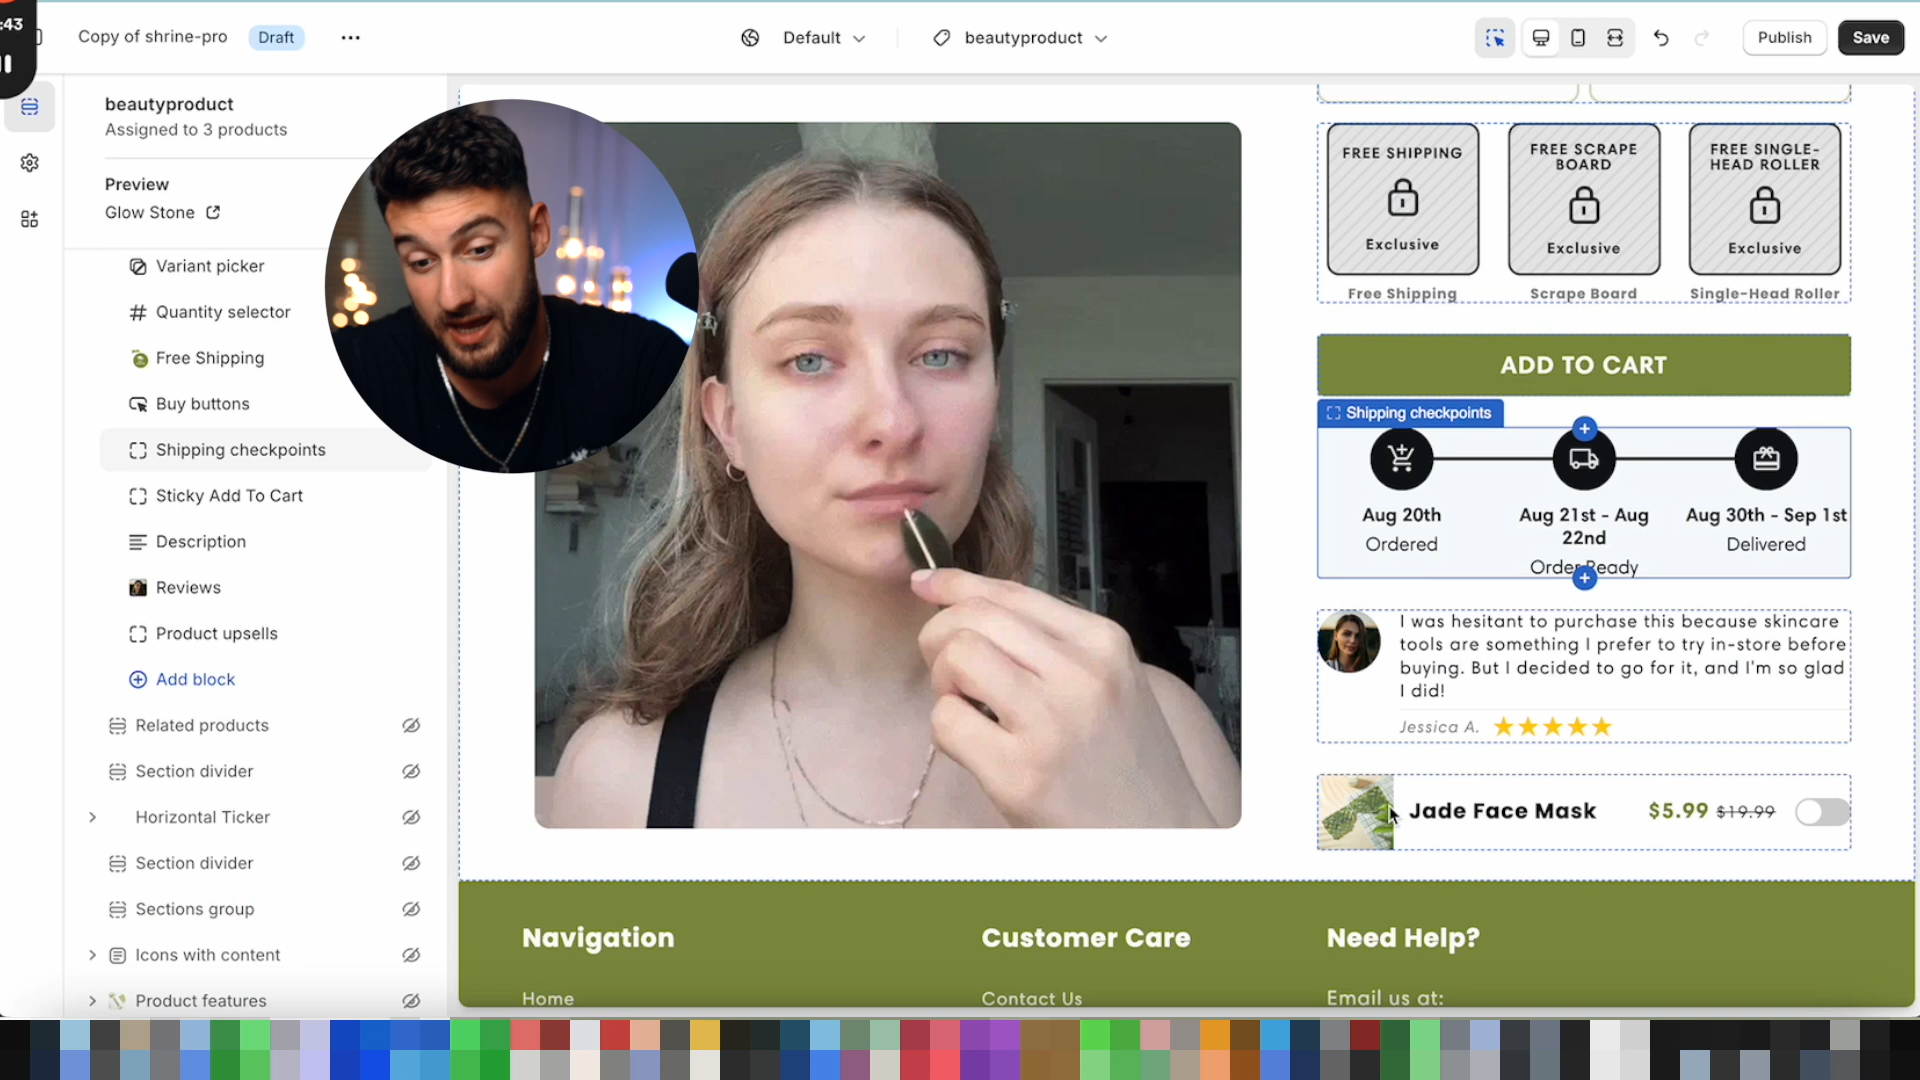 :43
Copy of shrine-pro
Draft
Default
beautyproduct
Publish
Save
beautyproduct
Assigned to 3 products
Preview
Glow Stone
Variant picker
Quantity selector
Free Shipping
Buy buttons
Shipping checkpoints
Sticky Add To Cart
Description
Reviews
Product upsells
Add block
Related products
Section divider
Horizontal Ticker
Section divider
Sections group
Icons with content
Product features
FREE SHIPPING
Exclusive
Free Shipping
FREE SCRAPE
BOARD
Exclusive
Scrape Board
FREE SINGLE-
HEAD ROLLER
Exclusive
Single-Head Roller
ADD TO CART
Shipping checkpoints
Aug 20th
Ordered
Aug 21st - Aug
22nd
Order Ready
Aug 30th - Sep 1st
Delivered
I was hesitant to purchase this because skincare
tools are something I prefer to try in-store before
buying. But I decided to go for it, and I'm so glad
I did!
Jessica A.
Jade Face Mask
$5.99 $19.99
Navigation
Home
Customer Care
Contact Us
Need Help?
Email us at: